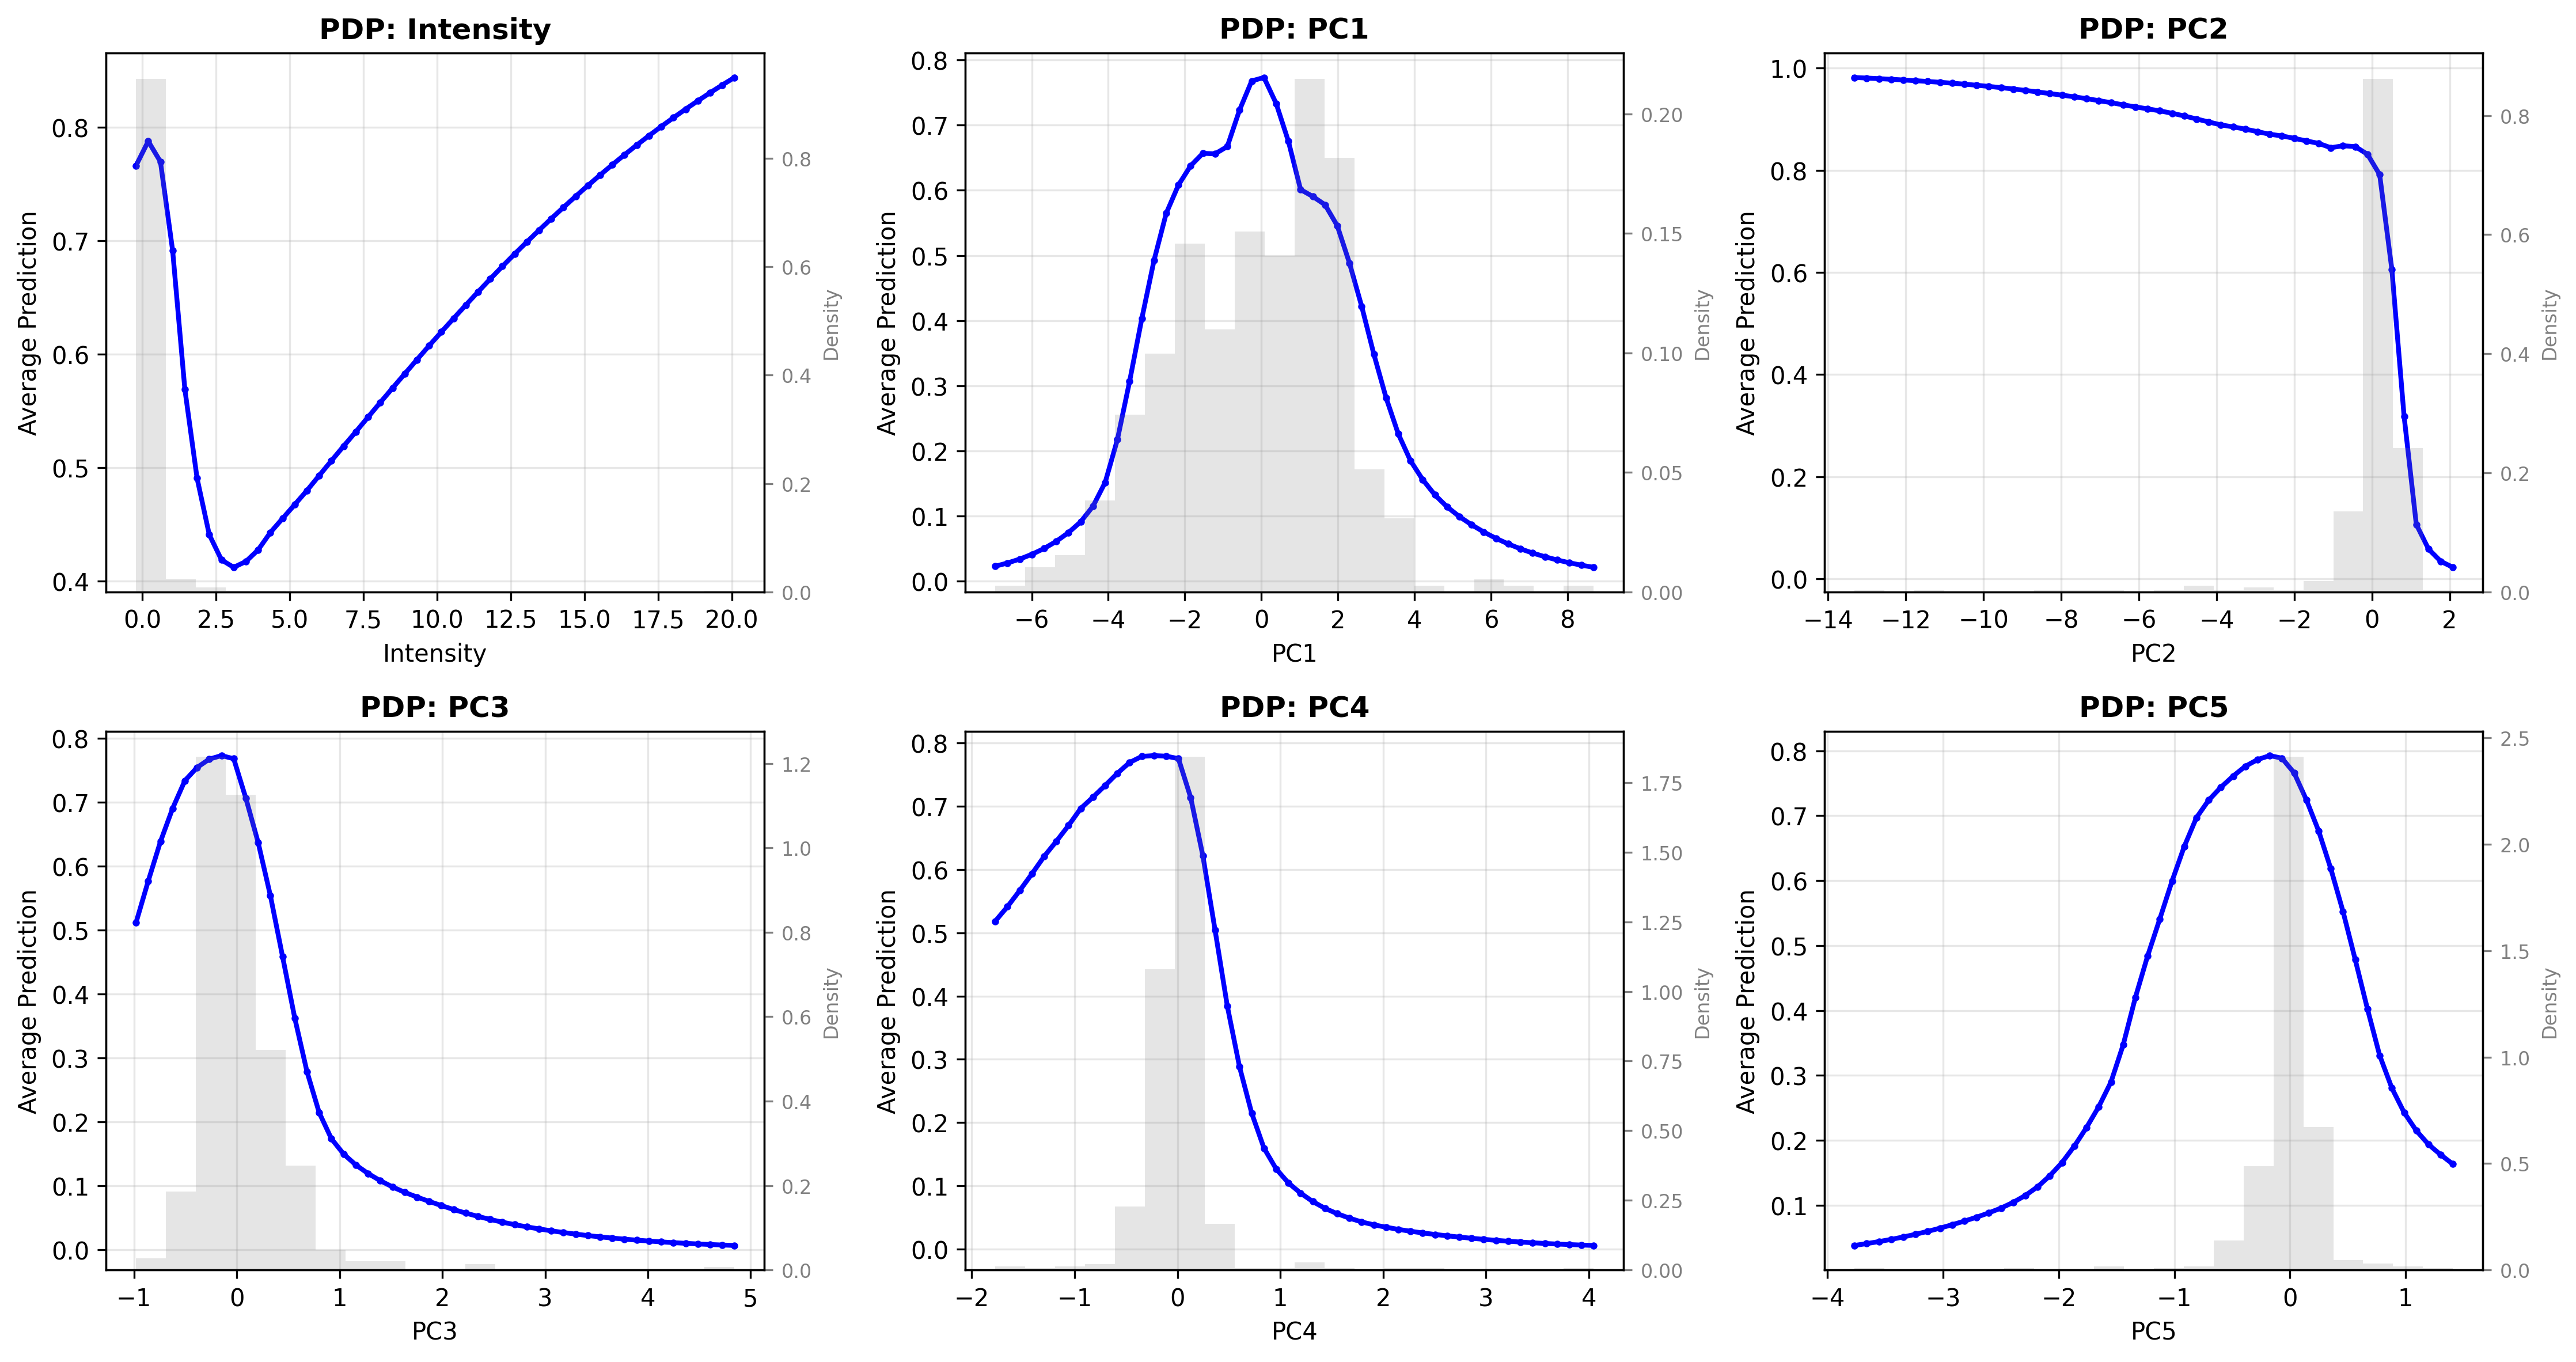 PDP: Intensity
Average Prediction
0.8
0.7
0.6
0.5
0.4
0.8
0.6
0.4
0.2
0.0
Density
0.0 2.5 5.0 7.5 10.0 12.5 15.0 17.5 20.0
Intensity
PDP: PC1
Average Prediction
0.8
0.7
0.6
0.5
0.4
0.3
0.2
0.1
0.0
0.20
0.15
0.10
0.05
0.00
Density
−6 −4 −2 0 2 4 6 8
PC1
PDP: PC2
Average Prediction
1.0
0.8
0.6
0.4
0.2
0.0
0.8
0.6
0.4
0.2
0.0
Density
−14 −12 −10 −8 −6 −4 −2 0 2
PC2
PDP: PC3
Average Prediction
0.8
0.7
0.6
0.5
0.4
0.3
0.2
0.1
0.0
1.2
1.0
0.8
0.6
0.4
0.2
0.0
Density
−1 0 1 2 3 4 5
PC3
PDP: PC4
Average Prediction
0.8
0.7
0.6
0.5
0.4
0.3
0.2
0.1
0.0
1.75
1.50
1.25
1.00
0.75
0.50
0.25
0.00
Density
−2 −1 0 1 2 3 4
PC4
PDP: PC5
Average Prediction
0.8
0.7
0.6
0.5
0.4
0.3
0.2
0.1
2.5
2.0
1.5
1.0
0.5
0.0
Density
−4 −3 −2 −1 0 1
PC5